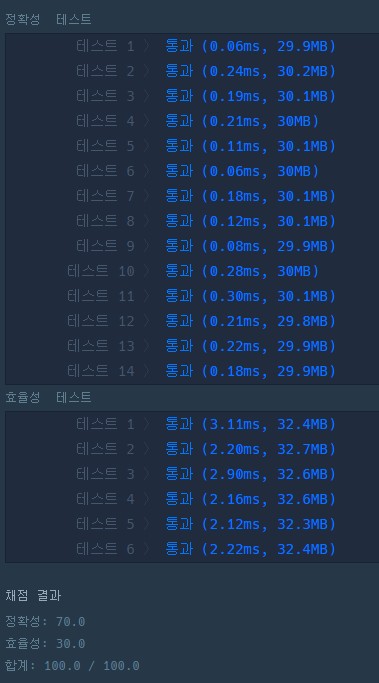 정확성 테스트
테스트 1 〉 통과 (0.06ms, 29.9MB)
테스트 2 〉 통과 (0.24ms, 30.2MB)
테스트 3 〉 통과 (0.19ms, 30.1MB)
테스트 4 〉 통과 (0.21ms, 30MB)
테스트 5 〉 통과 (0.11ms, 30.1MB)
테스트 6 〉 통과 (0.06ms, 30MB)
테스트 7 〉 통과 (0.18ms, 30.1MB)
테스트 8 〉 통과 (0.12ms, 30.1MB)
테스트 9 〉 통과 (0.08ms, 29.9MB)
테스트 10 〉 통과 (0.28ms, 30MB)
테스트 11 〉 통과 (0.30ms, 30.1MB)
테스트 12 〉 통과 (0.21ms, 29.8MB)
테스트 13 〉 통과 (0.22ms, 29.9MB)
테스트 14 〉 통과 (0.18ms, 29.9MB)
효율성 테스트
테스트 1 〉 통과 (3.11ms, 32.4MB)
테스트 2 〉 통과 (2.20ms, 32.7MB)
테스트 3 〉 통과 (2.90ms, 32.6MB)
테스트 4 〉 통과 (2.16ms, 32.6MB)
테스트 5 〉 통과 (2.12ms, 32.3MB)
테스트 6 〉 통과 (2.22ms, 32.4MB)
채점 결과
정확성: 70.0
효율성: 30.0
합계: 100.0 / 100.0